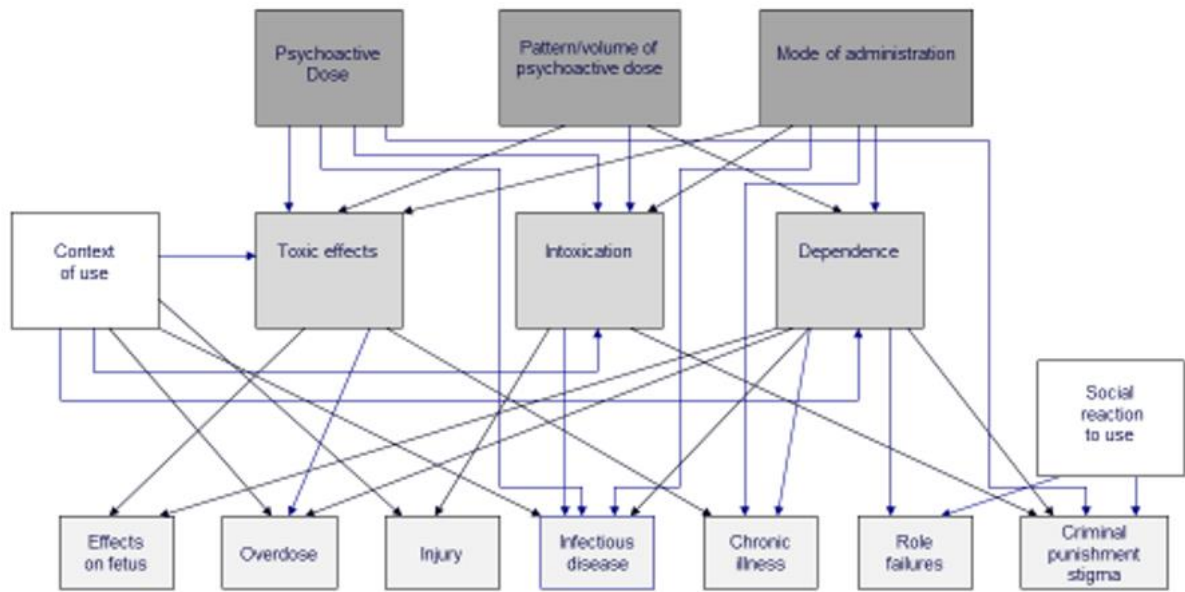 Psychoactive
Dose
Pattern/volume of
psychoactive dose
Mode of administration
Context
of use
Toxic effects
Intoxication
Dependence
Social
reaction
to use
Effects
on fetus
Overdose
Injury
Infectious
disease
Chronic
illness
Role
failures
Criminal
punishment
stigma